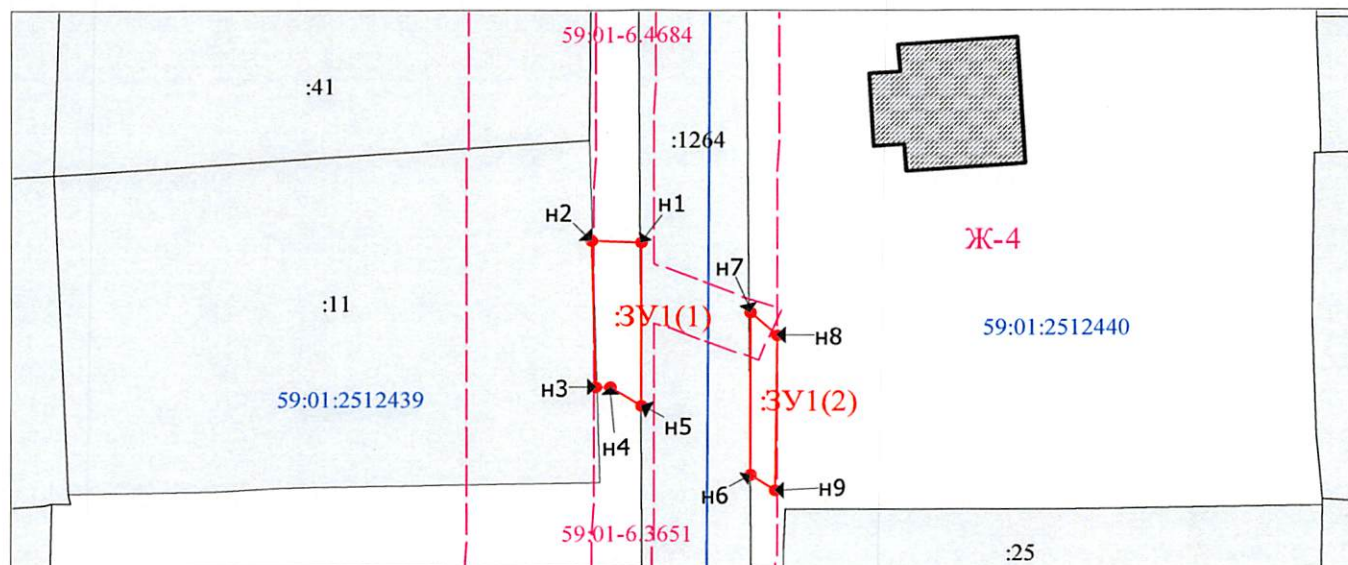 59:01-6.4684
:41
:1264
н2
н1
Ж-4
н7
:11
:ЗУ1(1)
59:01:2512440
н8
н3
59:01:2512439
:ЗУ1(2)
н5
н4
н6
н9
59:01-6.3651
:25